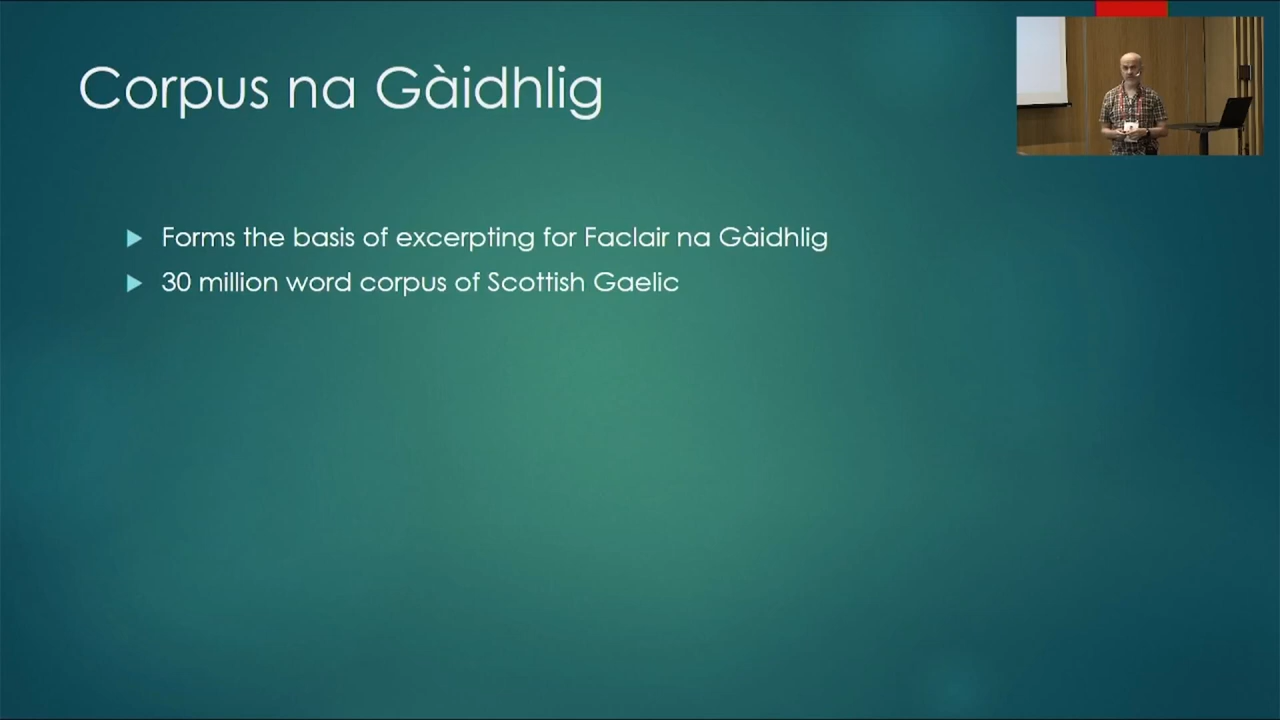 Corpus na Gàidhlig
Forms the basis of excerpting for Faclair na Gàidhlig
30 million word corpus of Scottish Gaelic